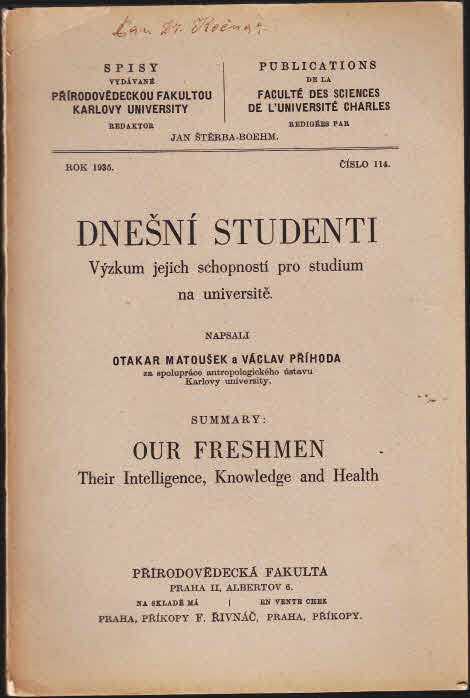 Dr.
SPISY
VYDÁVANÉ
PŘÍRODOVĚDECKOU FAKULTOU
KARLOVY UNIVERSITY
REDAKTOR
PUBLICATIONS
DE LA
FACULTÉ DES SCIENCES
DE L'UNIVERSITÉ CHARLES
REDIGÉES PAR
JAN ŠTĚRBA-BOEHM.
ROK 1935.
ČÍSLO 114.
DNEŠNÍ STUDENTI
Výzkum jejich schopností pro studium
na universitě.
NAPSALI
OTAKAR MATOUŠEK a VÁCLAV PŘÍHODA
za spolupráce antropologického ústavu
Karlovy university.
SUMMARY:
OUR FRESHMEN
Their Intelligence, Knowledge and Health
PŘÍRODOVĚDECKÁ FAKULTA
PRAHA II, ALBERTOV 6.
NA SKLADĚ MÁ | EN VENTE CHEZ
PRAHA, PŘÍKOPY F. ŘIVNÁČ, PRAHA, PŘÍKOPY.